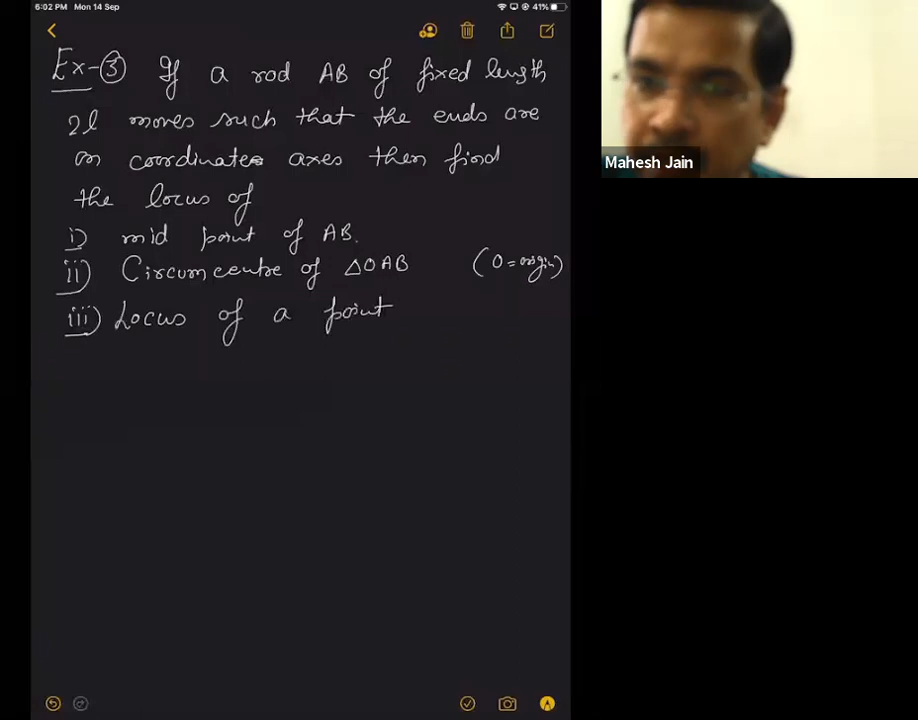 6:02 PM Mon 14 Sep
41%
Ex-③ If a rod AB of fixed length
2l moves such that the ends are
on coordinate axes then find
the locus of
i) mid point of AB.
ii) Circumcentre of △OAB (O = origin)
iii) Locus of a point
Mahesh Jain